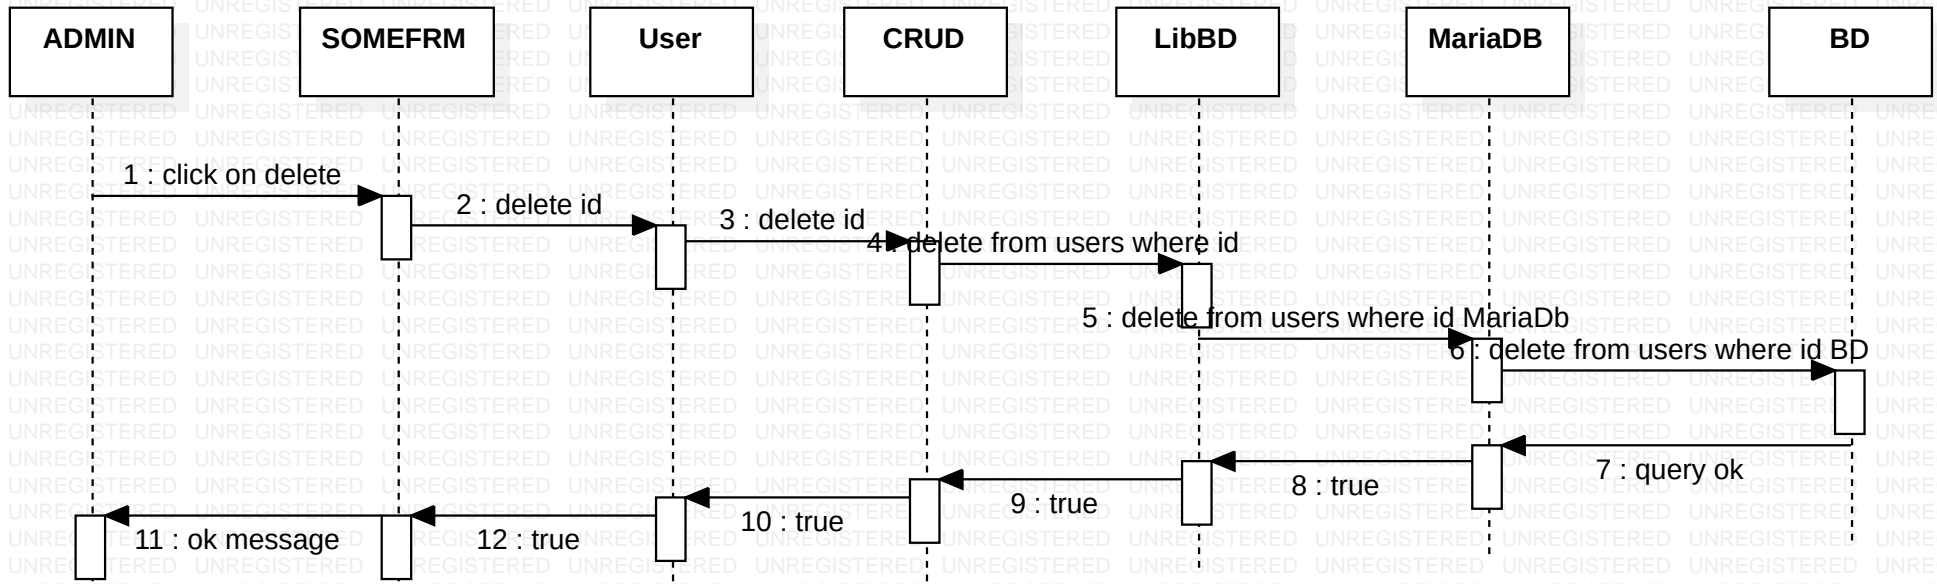 ADMIN
SOMEFRM
User
CRUD
LibBD
MariaDB
BD
1 : click on delete
2 : delete id
3 : delete id
4 : delete from users where id
5 : delete from users where id MariaDb
6 : delete from users where id BD
7 : query ok
8 : true
9 : true
10 : true
12 : true
11 : ok message
UNREGISTERED